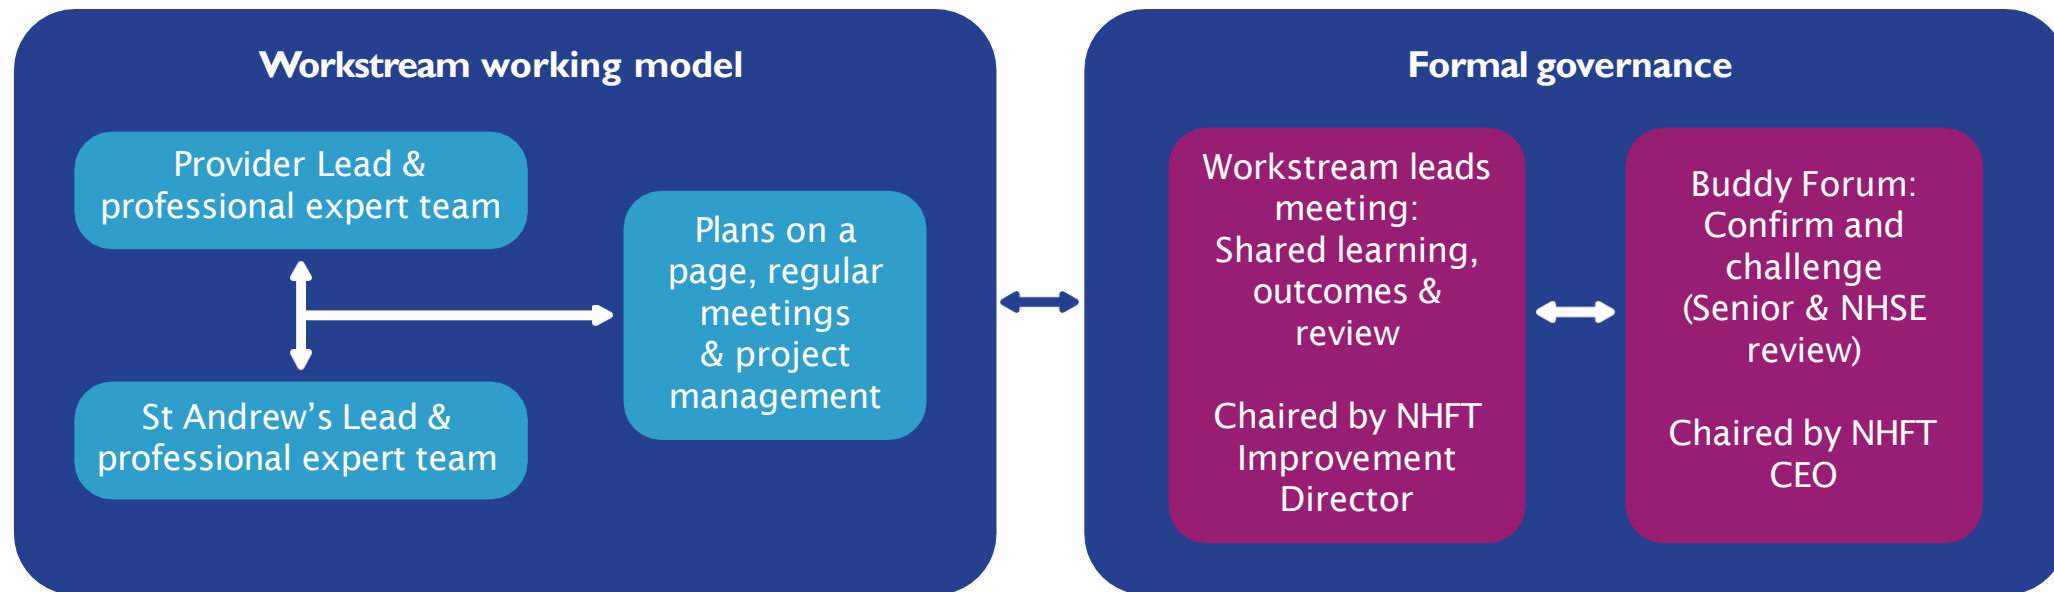 Workstream working model
Provider Lead &
professional expert team
St Andrew’s Lead &
professional expert team
Plans on a
page, regular
meetings
& project
management
Formal governance
Workstream leads
meeting:
Shared learning,
outcomes &
review
Chaired by NHFT
Improvement
Director
Buddy Forum:
Confirm and
challenge
(Senior & NHSE
review)
Chaired by NHFT
CEO